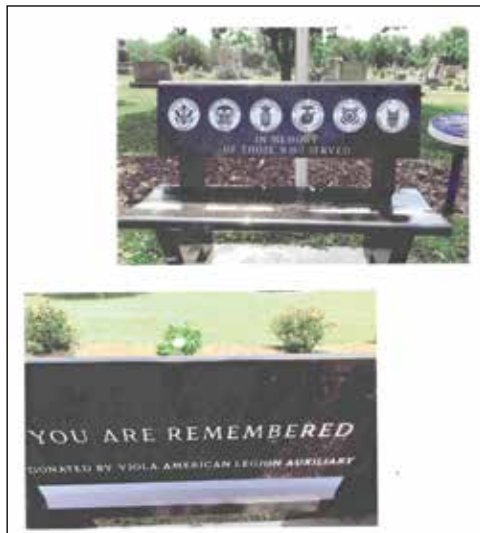 IN MEMORY
OF THOSE WHO SERVED
YOU ARE REMEMBERED
DONATED BY VIOLA AMERICAN LEGION AUXILIARY